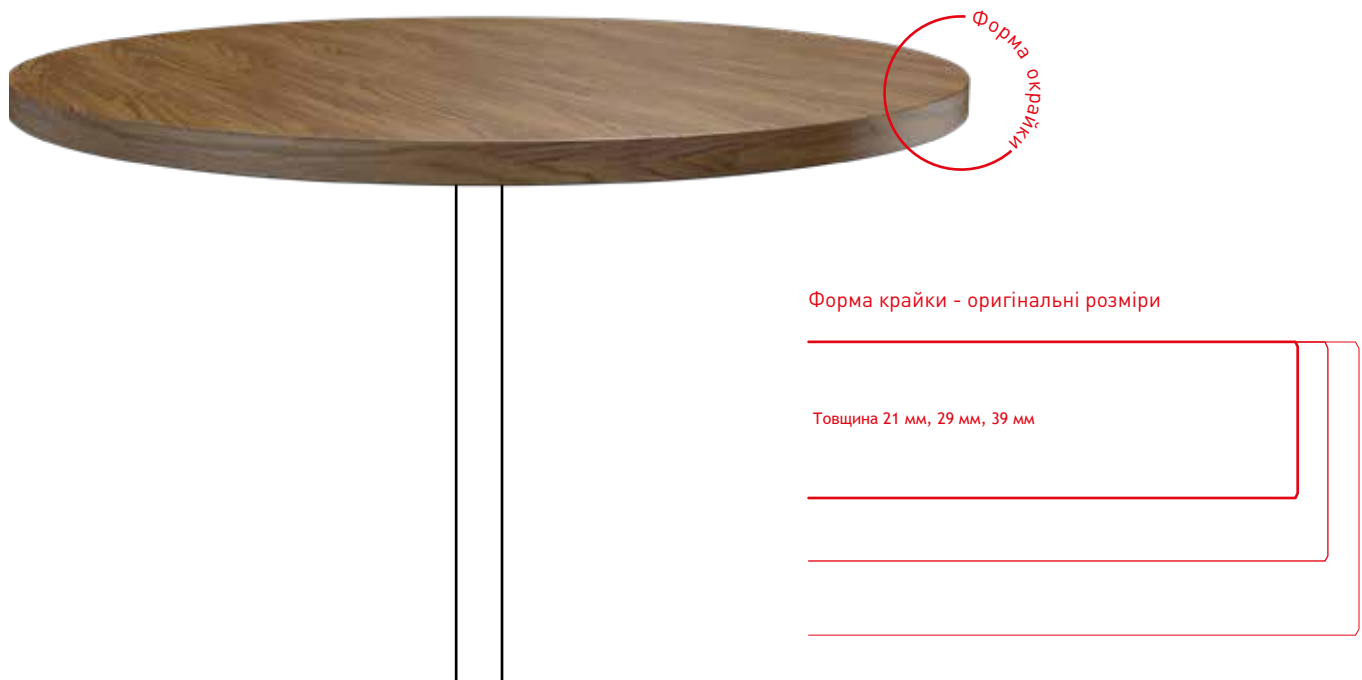 Форма окрайки
Форма крайки - оригінальні розміри
Товщина 21 мм, 29 мм, 39 мм